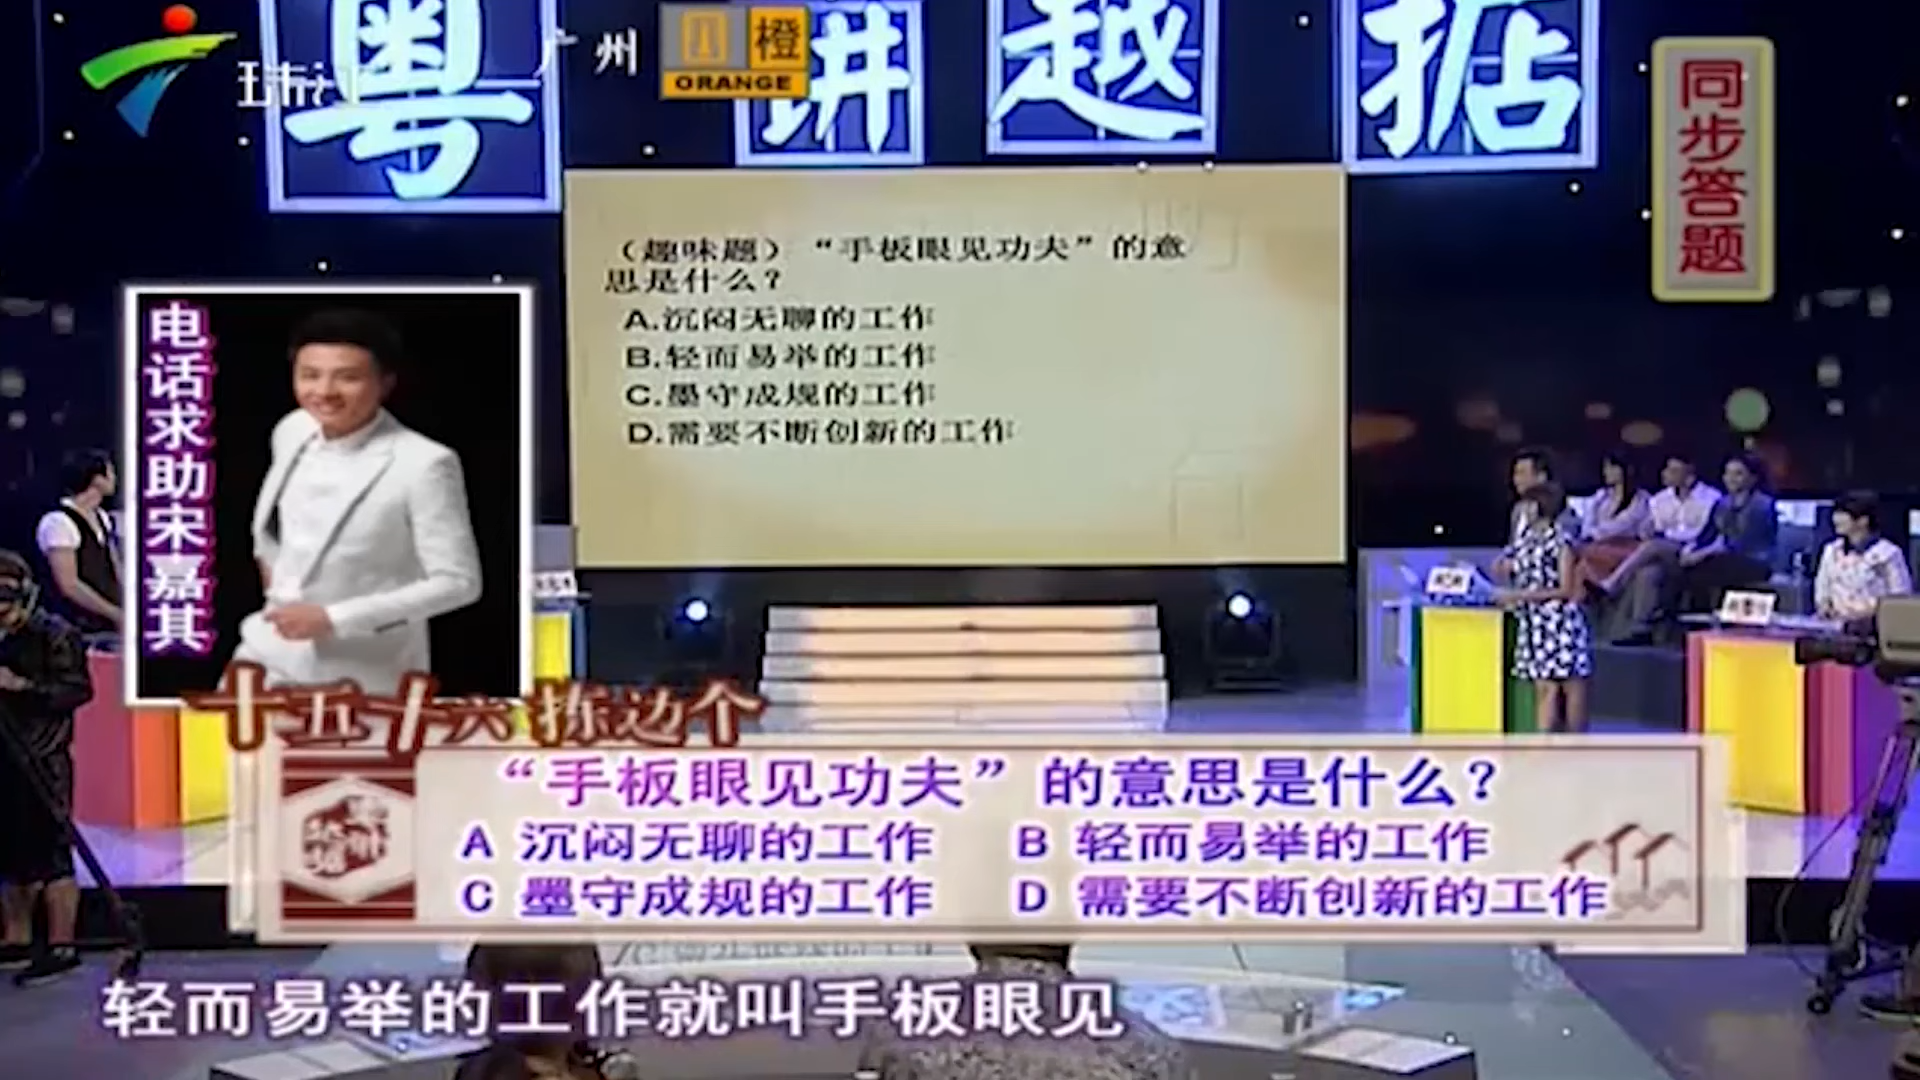 粤讲越掂
珠江
广州
橙
ORANGE
同步答题
（趣味题）“手板眼见功夫”的意
思是什么？
A.沉闷无聊的工作
B.轻而易举的工作
C.墨守成规的工作
D.需要不断创新的工作
电话求助宋嘉其
十五十六 拣边个
“手板眼见功夫”的意思是什么？
A 沉闷无聊的工作 B 轻而易举的工作
C 墨守成规的工作 D 需要不断创新的工作
轻而易举的工作就叫手板眼见